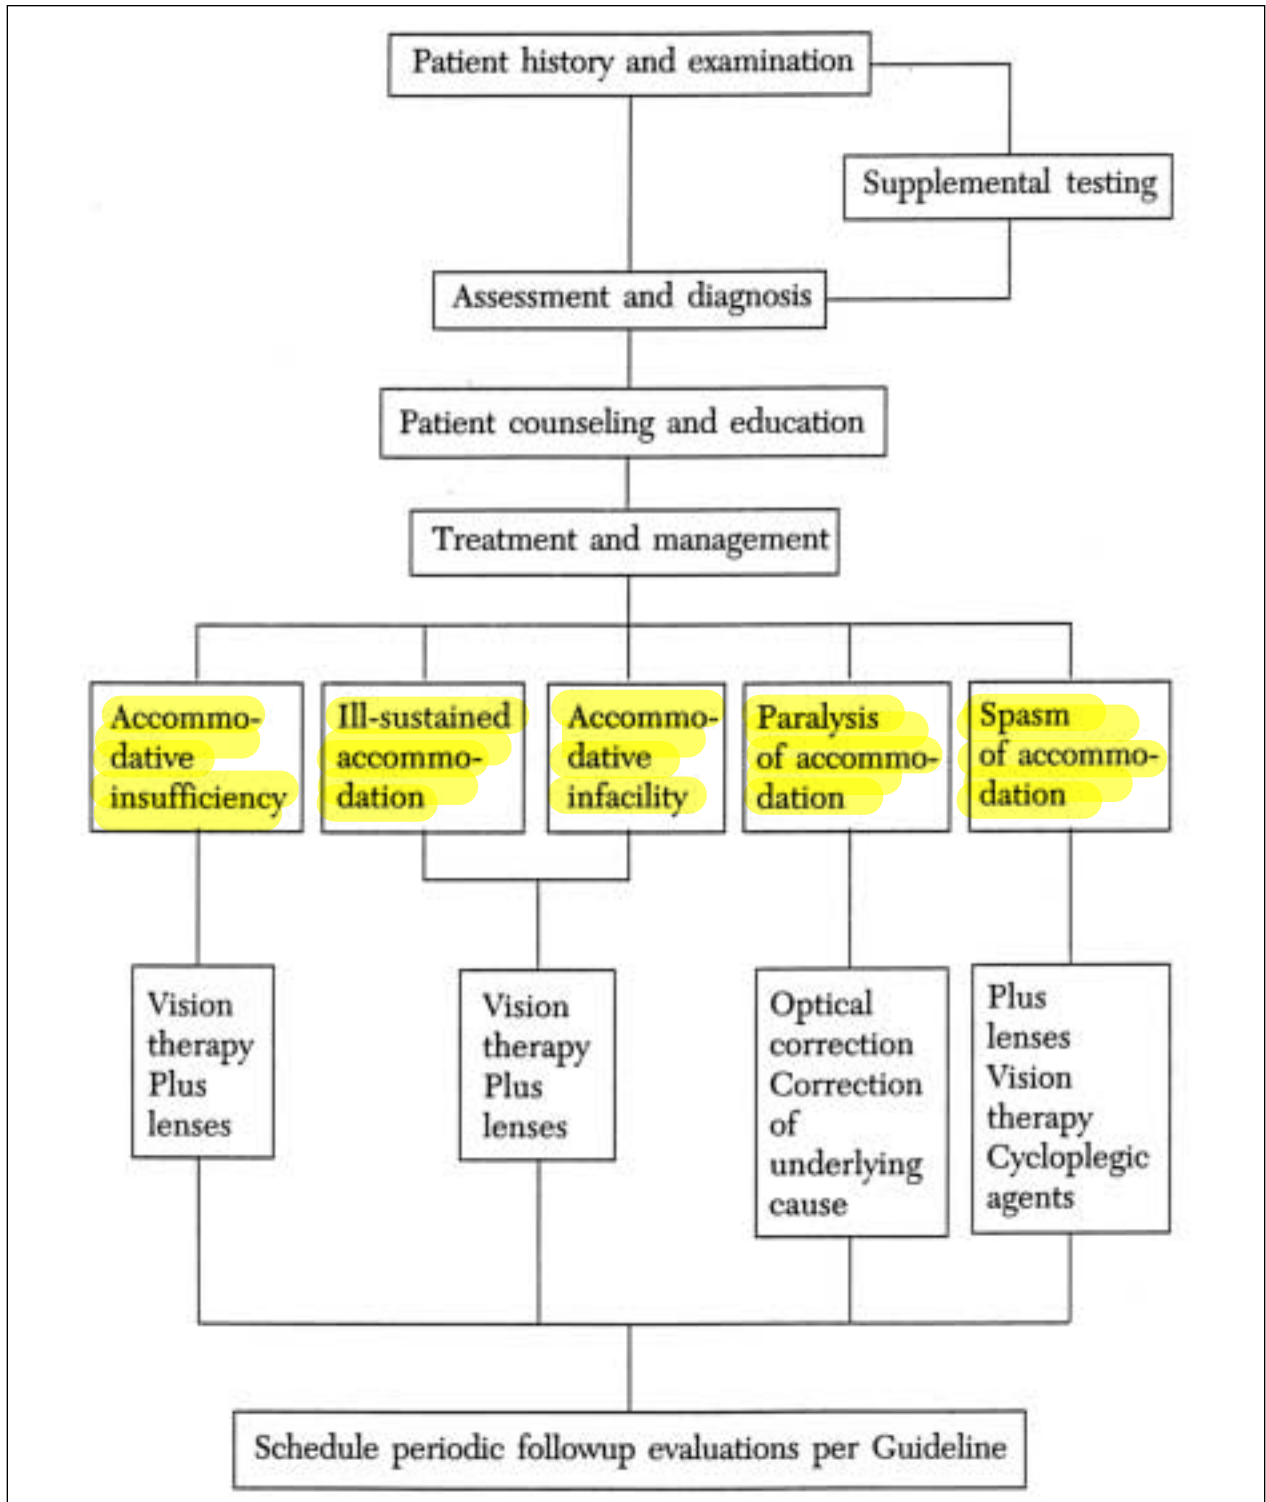 Patient history and examination
Supplemental testing
Assessment and diagnosis
Patient counseling and education
Treatment and management
Accommo-
dative
insufficiency
Ill-sustained
accommo-
dation
Accommo-
dative
infacility
Paralysis
of accommo-
dation
Spasm
of accommo-
dation
Vision
therapy
Plus
lenses
Vision
therapy
Plus
lenses
Optical
correction
Correction
of
underlying
cause
Plus
lenses
Vision
therapy
Cycloplegic
agents
Schedule periodic followup evaluations per Guideline